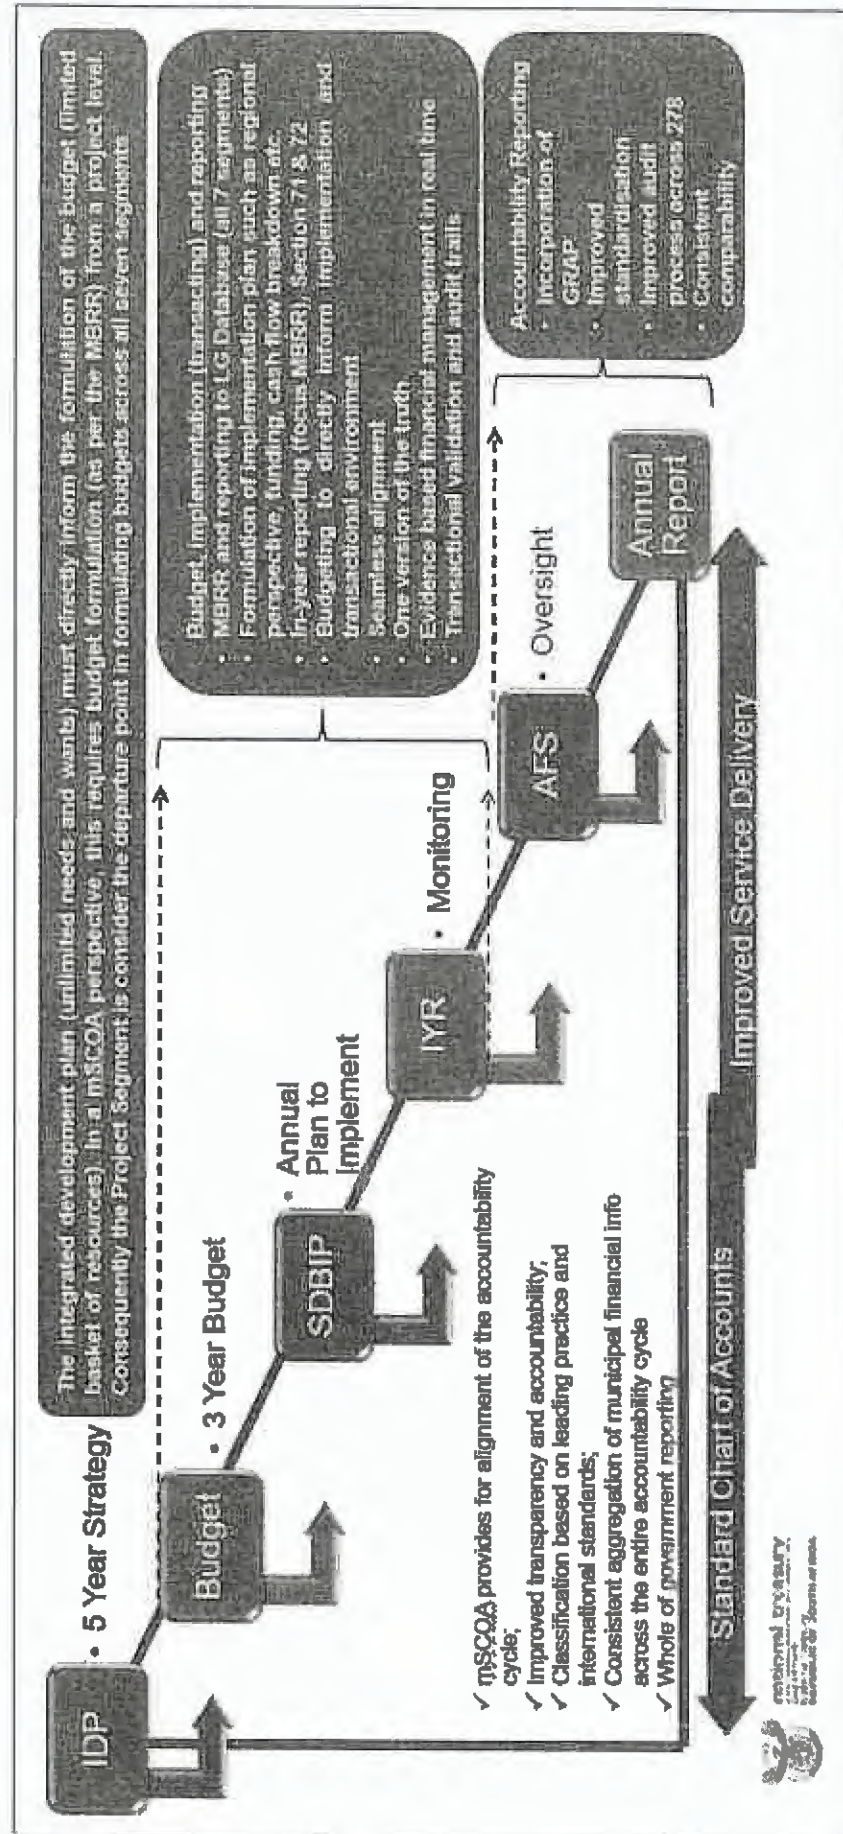 The integrated development plan (unlimited needs and wants) must directly inform the formulation of the budget (limited
basket of resources). In a mSCOA perspective, this requires budget formulation (as per the MBRR) from a project level.
Consequently the Project Segment is consider the departure point in formulating budgets across all seven segments
IDP
• 5 Year Strategy
Budget
• 3 Year Budget
SDBIP
• Annual
Plan to
Implement
IYR
• Monitoring
AFS
• Oversight
Annual
Report
Budget, Implementation (transacting) and reporting
• MBRR and reporting to LG Database (all 7 segments)
• Formulation of implementation plan, such as regional
perspective, funding, cash flow breakdown etc.
• In-year reporting (focus MBRR), Section 71 & 72
• Budgeting to directly inform implementation and
transactional environment
• Seamless alignment
• One Version of the truth
• Evidence based financial management in real time
• Transactional validation and audit trails
Accountability Reporting
• Incorporation of
GRAP
• Improved
standardisation
• Improved audit
process across 278
• Consistent
comparability
✓ mSCOA provides for alignment of the accountability
cycle;
✓ Improved transparency and accountability;
✓ Classification based on leading practice and
international standards;
✓ Consistent aggregation of municipal financial info
across the entire accountability cycle
✓ Whole of government reporting
Standard Chart of Accounts
Improved Service Delivery
national treasury